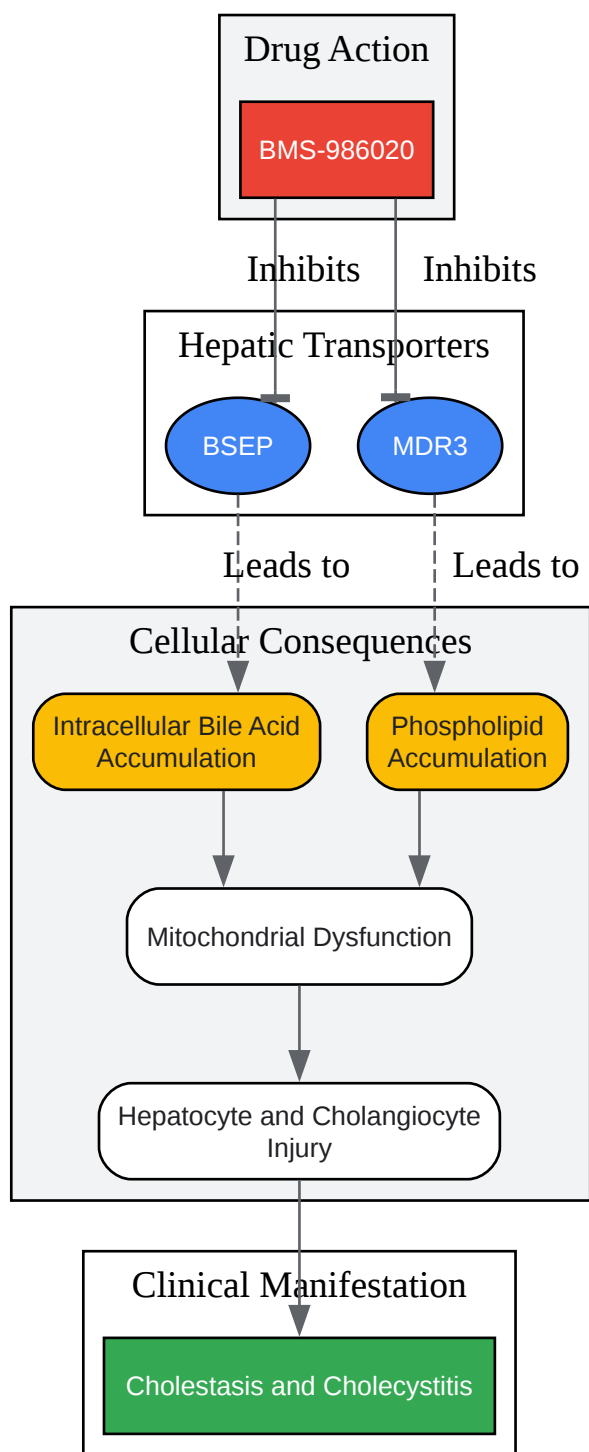 Drug Action
BMS-986020
Inhibits
Inhibits
Hepatic Transporters
BSEP
MDR3
Leads to
Leads to
Cellular Consequences
Intracellular Bile Acid
Accumulation
Phospholipid
Accumulation
Mitochondrial Dysfunction
Hepatocyte and Cholangiocyte
Injury
Clinical Manifestation
Cholestasis and Cholecystitis